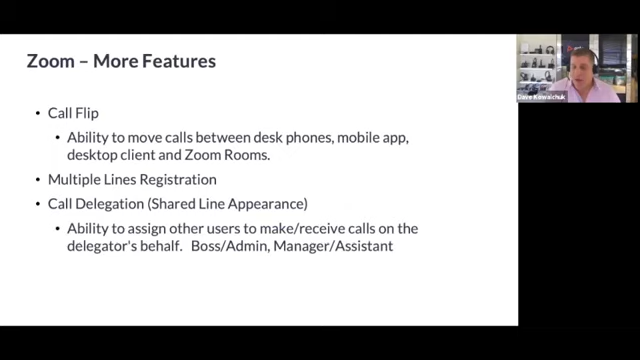 Zoom – More Features
• Call Flip
• Ability to move calls between desk phones, mobile app,
desktop client and Zoom Rooms.
• Multiple Lines Registration
• Call Delegation (Shared Line Appearance)
• Ability to assign other users to make/receive calls on the
delegator's behalf. Boss/Admin, Manager/Assistant
Dave Kowalchuk